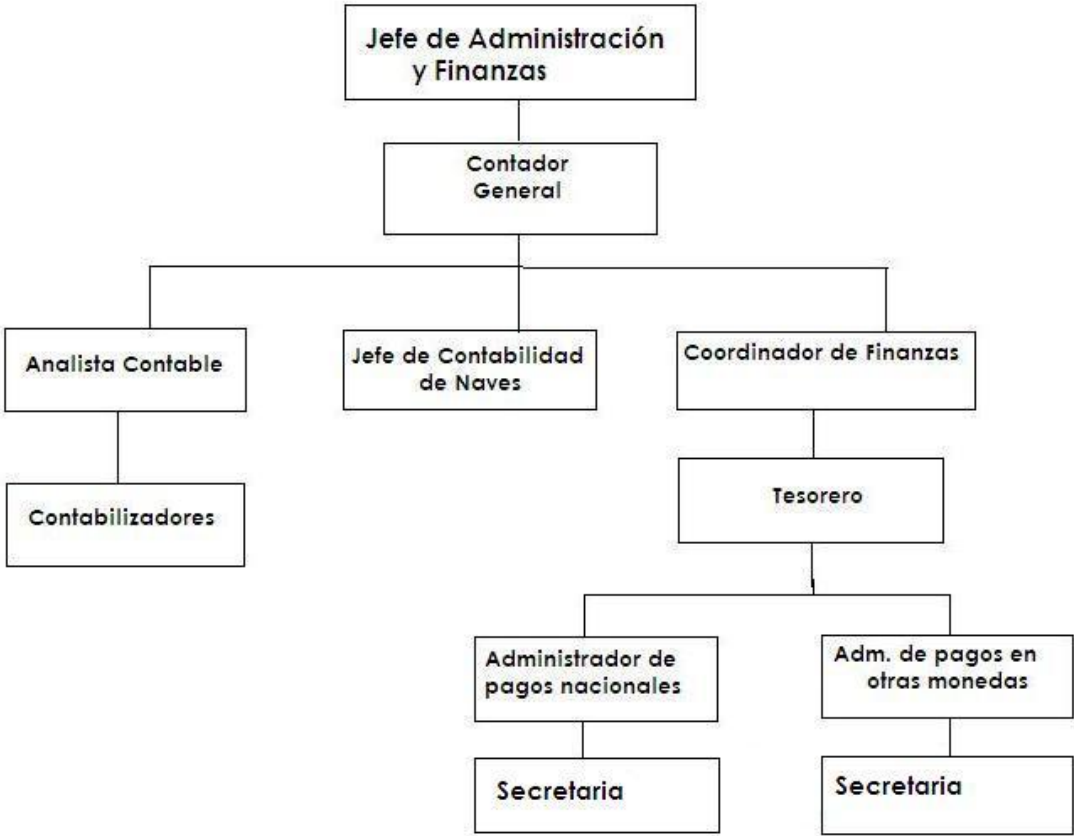 Jefe de Administración
y Finanzas
Contador
General
Analista Contable
Jefe de Contabilidad
de Naves
Coordinador de Finanzas
Contabilizadores
Tesorero
Administrador de
pagos nacionales
Adm. de pagos en
otras monedas
Secretaria
Secretaria